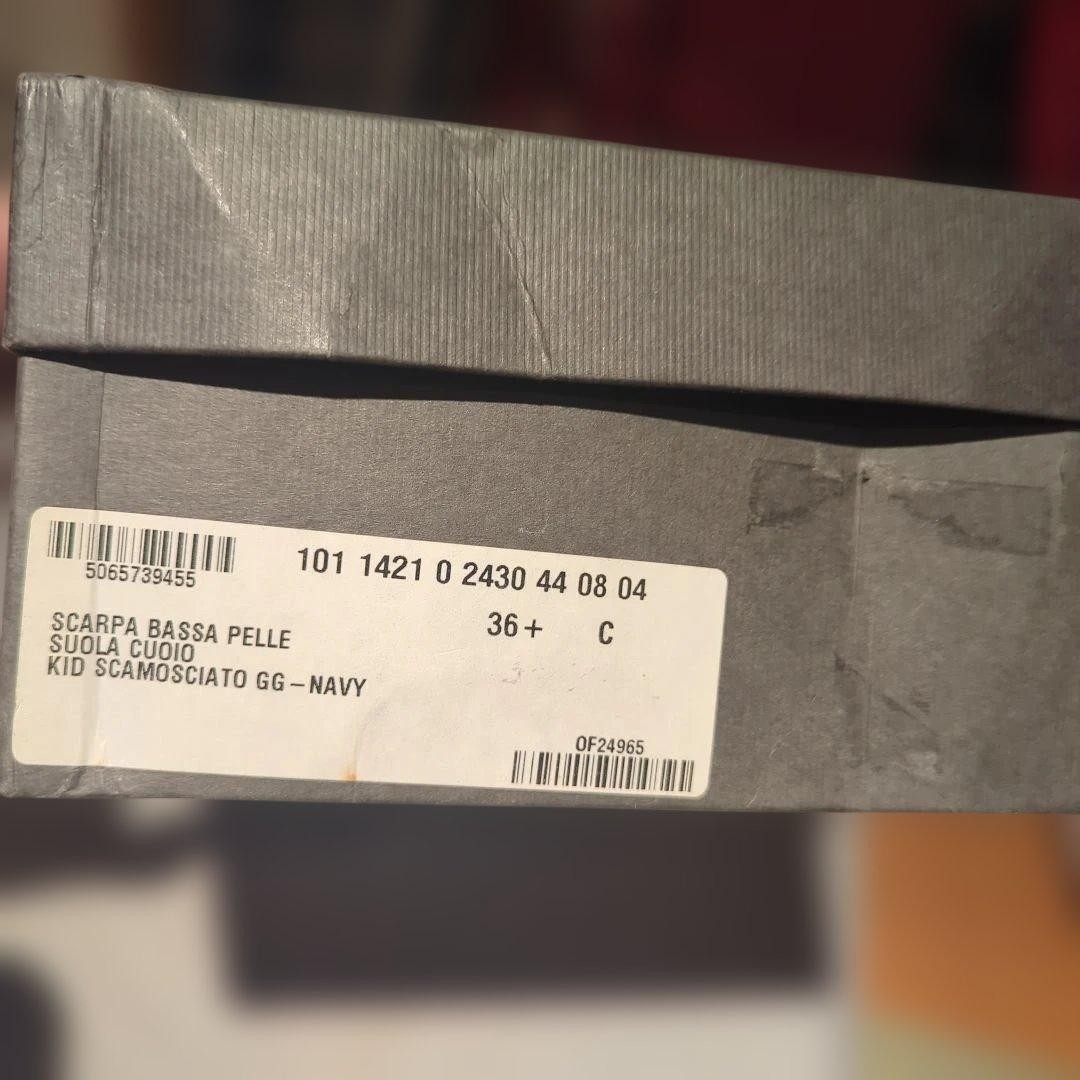 5065739455
101 1421 0 2430 44 08 04
36+ C
SCARPA BASSA PELLE
SUOLA CUOIO
KID SCAMOSCIATO GG-NAVY
OF24965